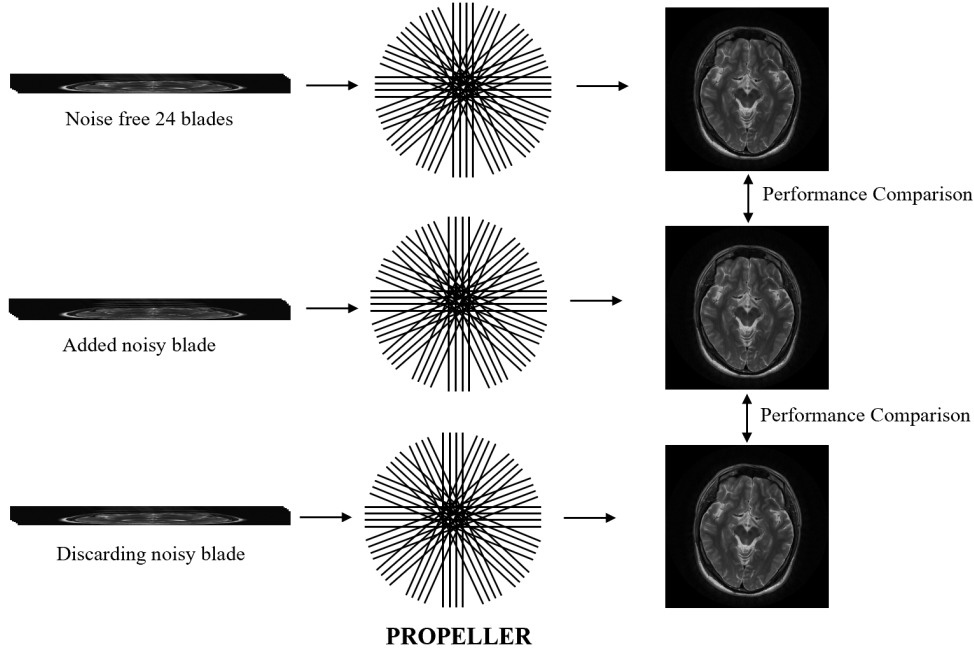 Noise free 24 blades
Performance Comparison
Added noisy blade
Performance Comparison
Discarding noisy blade
PROPELLER